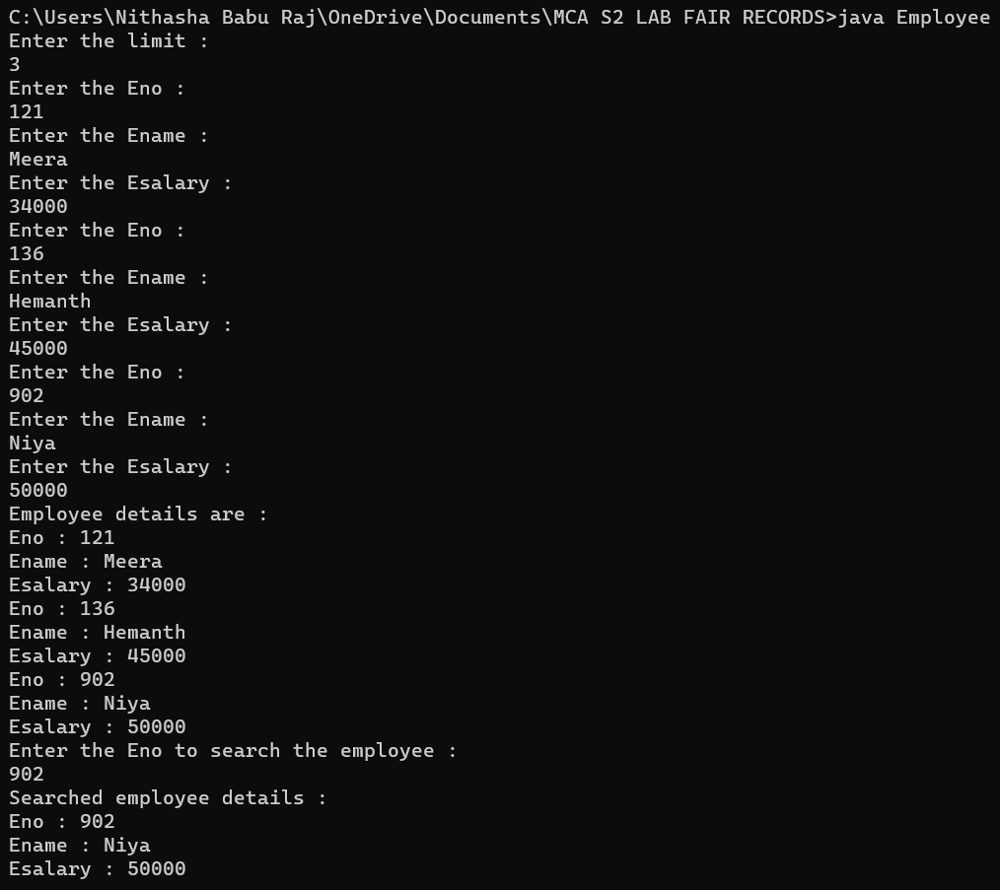 C:\Users\Nithasha Babu Raj\OneDrive\Documents\MCA S2 LAB FAIR RECORDS>java Employee
Enter the limit :
3
Enter the Eno :
121
Enter the Ename :
Meera
Enter the Esalary :
34000
Enter the Eno :
136
Enter the Ename :
Hemanth
Enter the Esalary :
45000
Enter the Eno :
902
Enter the Ename :
Niya
Enter the Esalary :
50000
Employee details are :
Eno : 121
Ename : Meera
Esalary : 34000
Eno : 136
Ename : Hemanth
Esalary : 45000
Eno : 902
Ename : Niya
Esalary : 50000
Enter the Eno to search the employee :
902
Searched employee details :
Eno : 902
Ename : Niya
Esalary : 50000